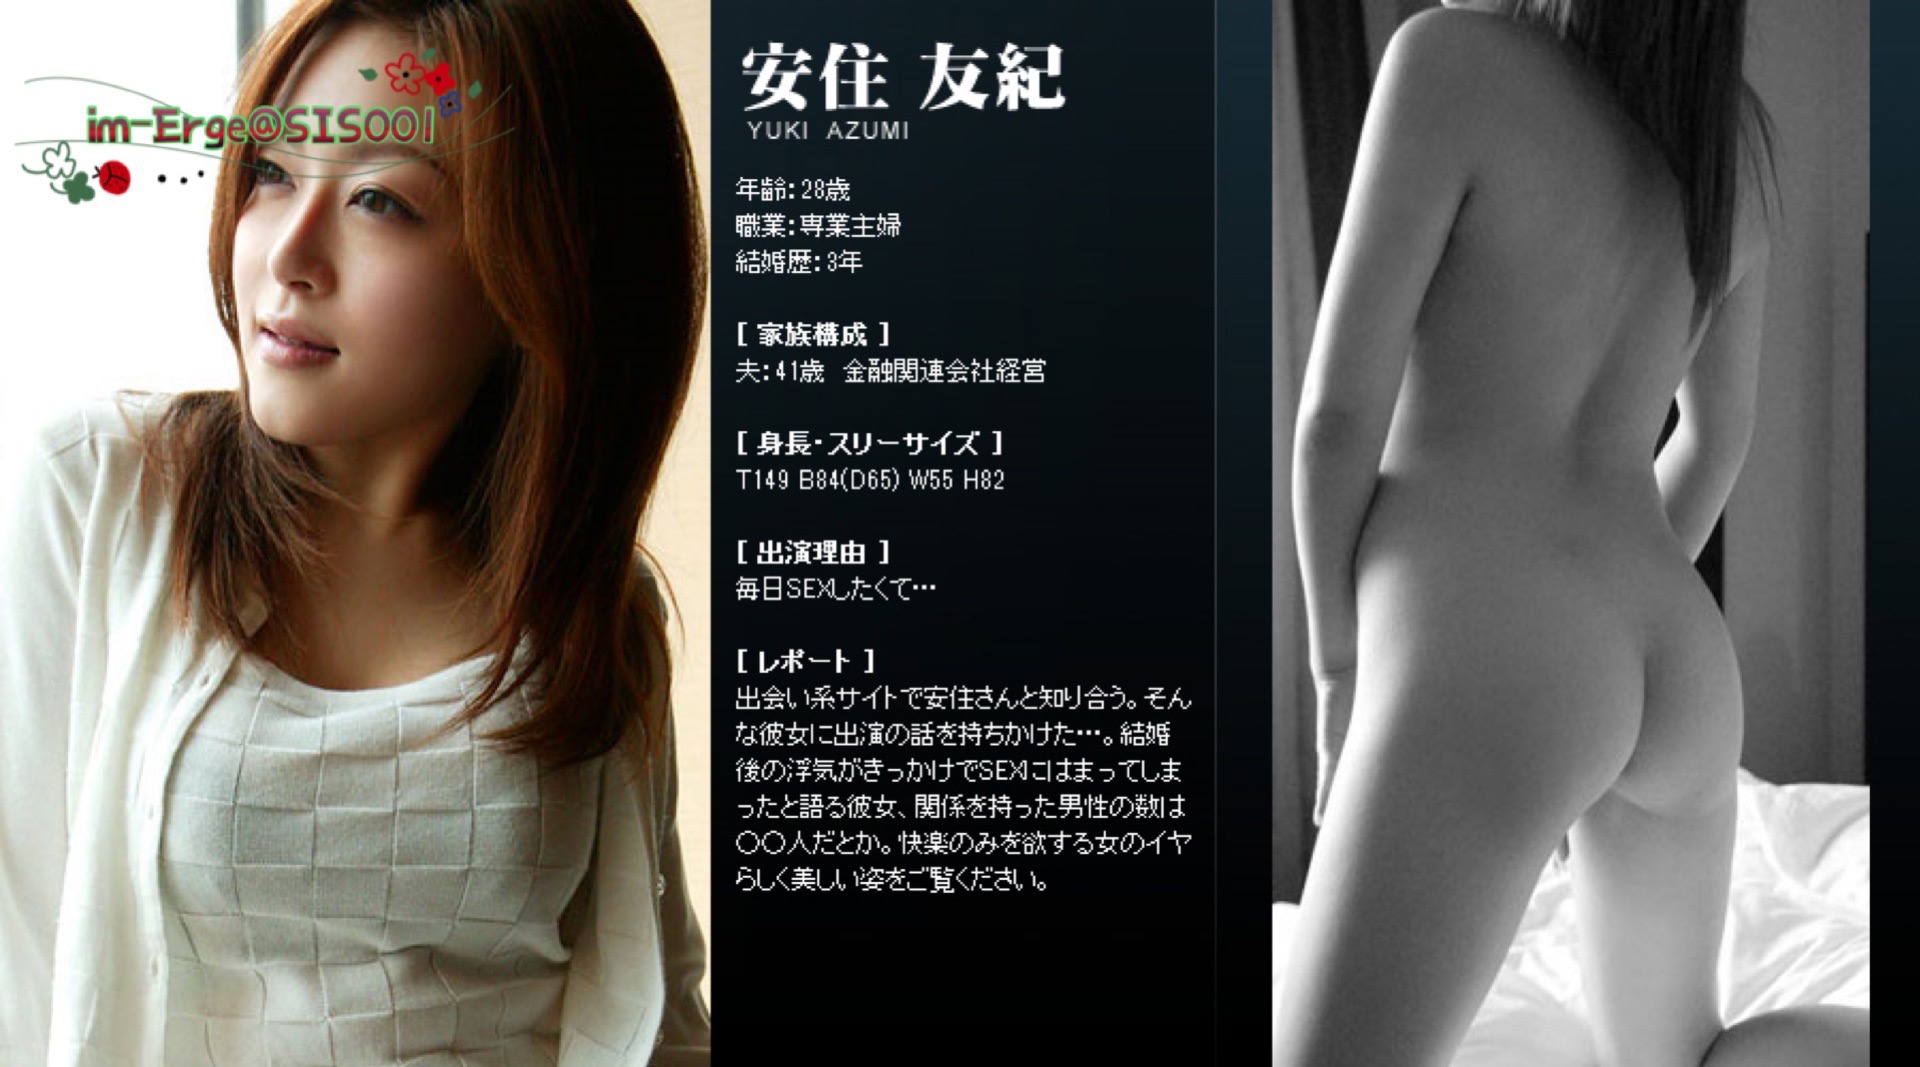 im-Erge@SIS001
安住 友紀
YUKI AZUMI
年齢：28歳
職業：専業主婦
結婚歴：3年
[ 家族構成 ]
夫：41歳 金融関連会社経営
[ 身長・スリーサイズ ]
T149 B84(D65) W55 H82
[ 出演理由 ]
毎日SEXしたくて…
[ レポート ]
出会い系サイトで安住さんと知り合う。そん
な彼女に出演の話を持ちかけた…。結婚
後の浮気がきっかけでSEXにはまってしま
ったと語る彼女、関係を持った男性の数は
〇〇人だとか。快楽のみを欲する女のイヤ
らしく美しい姿をご覧ください。